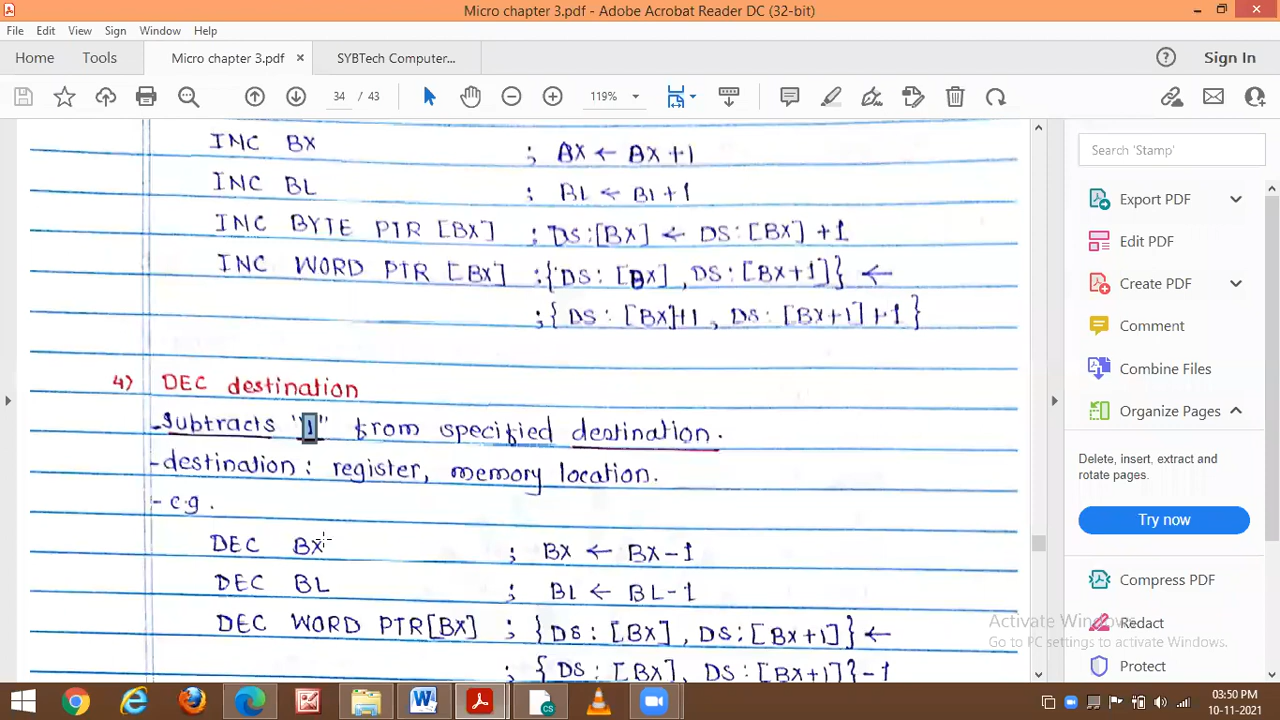 Micro chapter 3.pdf - Adobe Acrobat Reader DC (32-bit)
File Edit View Sign Window Help
Home Tools Micro chapter 3.pdf × SYBTech Computer... Sign In
34 / 43 119%
INC BX ; BX ← BX +1
INC BL ; BL ← BL+1
INC BYTE PTR [BX] ; DS:[BX] ← DS:[BX] +1
INC WORD PTR [BX] ;{DS: [BX], DS:[BX+1]} ←
;{ DS: [BX]+1, DS: [BX+1]+1 }
4) DEC destination
-Subtracts "1" from specified destination.
-destination: register, memory location.
- e.g.
DEC BX ; BX ← BX-1
DEC BL ; BL ← BL-1
DEC WORD PTR[BX] ; }DS: [BX], DS:[BX+1]} ←
; { DS: [BX], DS: [BX+1]}-1
Search 'Stamp'
Export PDF
Edit PDF
Create PDF
Comment
Combine Files
Organize Pages
Delete, insert, extract and
rotate pages.
Try now
Compress PDF
Redact
Protect
Activate Windows
Go to PC settings to activate Windows.
03:50 PM
10-11-2021